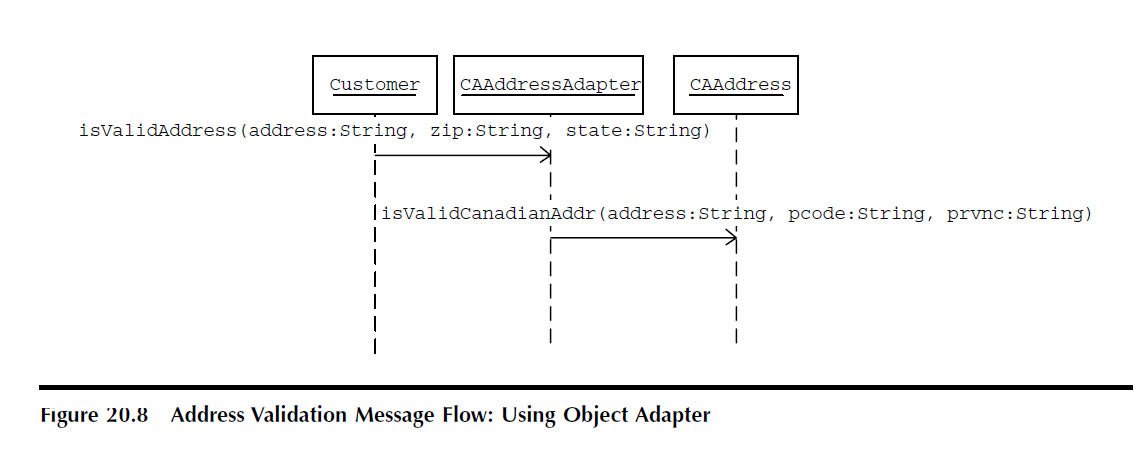 Customer CAAddressAdapter CAAddress
isValidAddress(address:String, zip:String, state:String)
isValidCanadianAddr(address:String, pcode:String, prvnc:String)
Figure 20.8 Address Validation Message Flow: Using Object Adapter